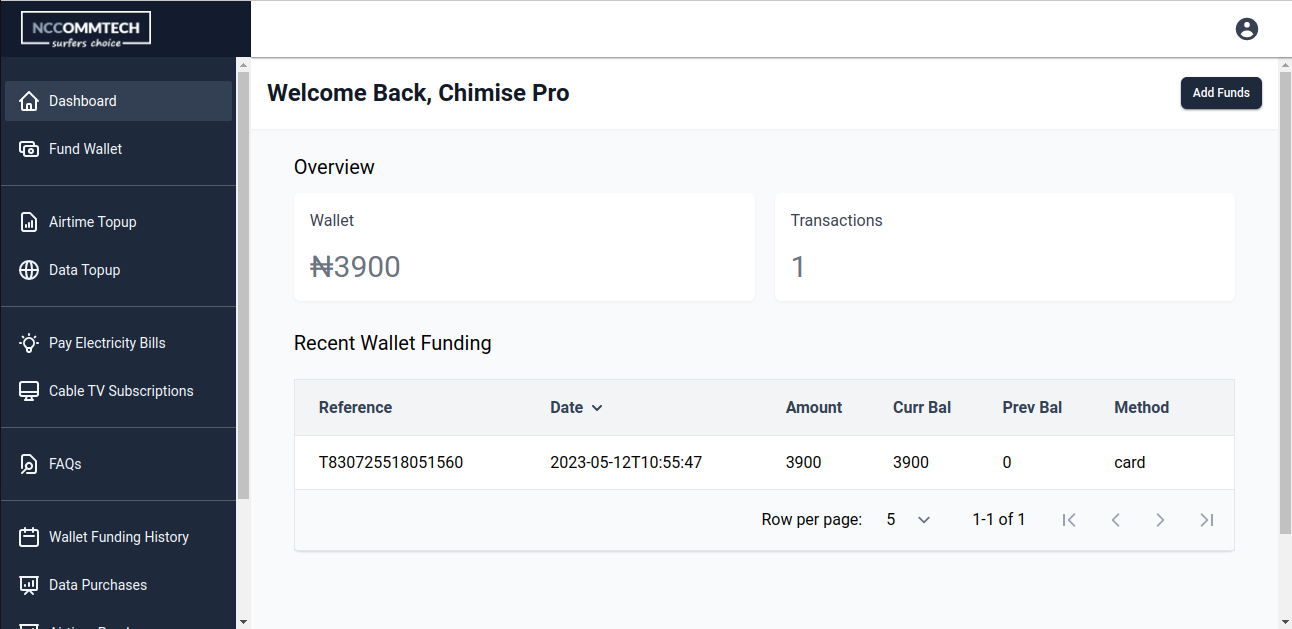 NCCOMMTECH
surfers choice
Dashboard
Fund Wallet
Airtime Topup
Data Topup
Pay Electricity Bills
Cable TV Subscriptions
FAQs
Wallet Funding History
Data Purchases
Welcome Back, Chimise Pro
Add Funds
Overview
Wallet
₦3900
Transactions
1
Recent Wallet Funding
Reference Date Amount Curr Bal Prev Bal Method
T830725518051560 2023-05-12T10:55:47 3900 3900 0 card
Row per page: 5 1-1 of 1